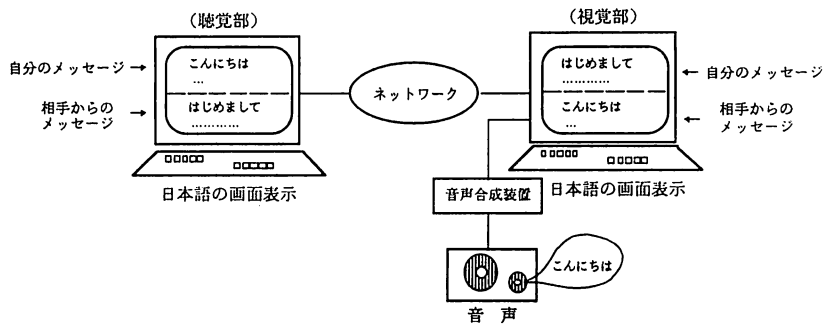 （聴覚部）
自分のメッセージ
こんにちは
…
相手からの
メッセージ
はじめまして
…………
日本語の画面表示
ネットワーク
（視覚部）
はじめまして
…………
自分のメッセージ
こんにちは
…
相手からの
メッセージ
日本語の画面表示
音声合成装置
こんにちは
音 声